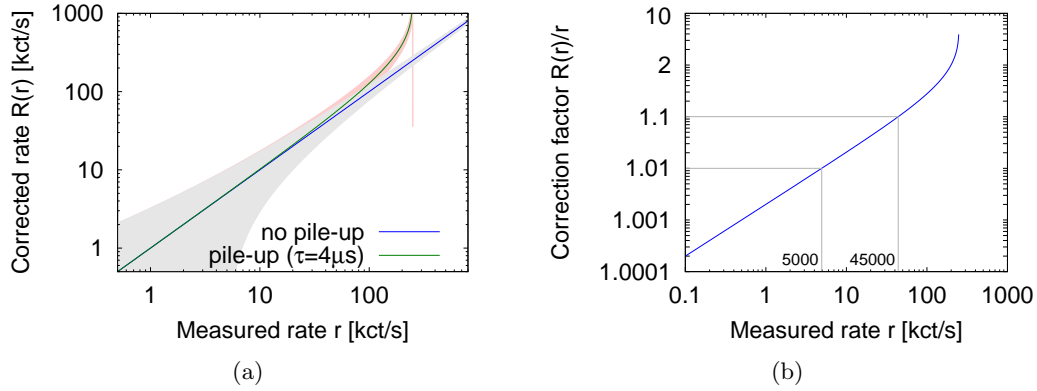 1000
100
10
1
Corrected rate R(r) [kct/s]
no pile-up
pile-up (τ=4μs)
1 10 100
Measured rate r [kct/s]
(a)
10
2
1.1
1.01
1.001
1.0001
Correction factor R(r)/r
5000 45000
0.1 1 10 100 1000
Measured rate r [kct/s]
(b)